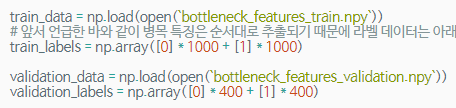 train_data = np.load(open(`bottleneck_features_train.npy`))
# 앞서 언급한 바와 같이 병목 특징은 순서대로 추출되기 때문에 라벨 데이터는 아래
train_labels = np.array([0] * 1000 + [1] * 1000)
validation_data = np.load(open(`bottleneck_features_validation.npy`))
validation_labels = np.array([0] * 400 + [1] * 400)